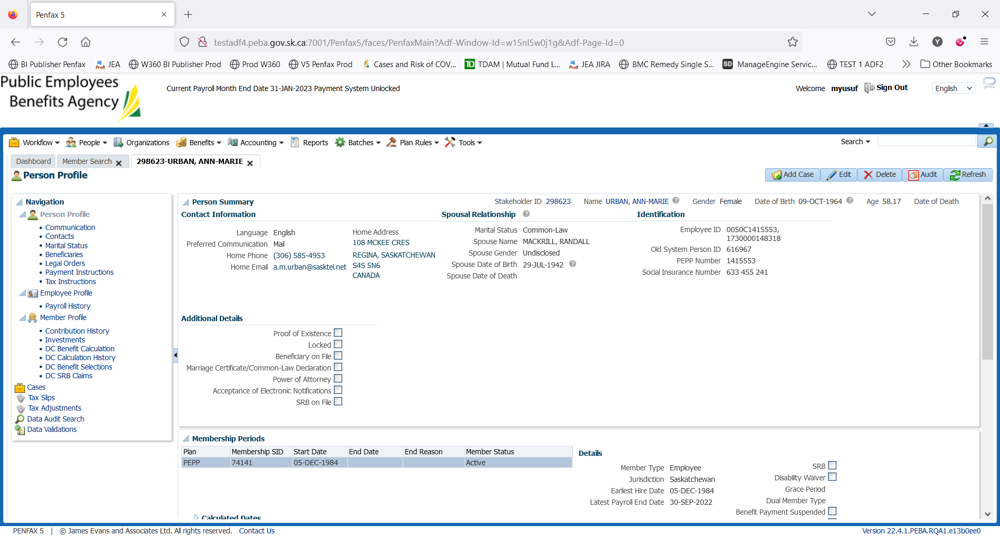 Penfax 5
testadf4.peba.gov.sk.ca:7001/Penfax5/faces/PenfaxMain?Adf-Window-Id=w15nl5w0j1g&Adf-Page-Id=0
Y
BI Publisher Penfax JEA W360 BI Publisher Prod Prod W360 V5 Penfax Prod Cases and Risk of COV... TDAM | Mutual Fund L... JEA JIRA BMC Remedy Single S... ManageEngine Servic... TEST 1 ADF2 Other Bookmarks
Public Employees
Benefits Agency
Current Payroll Month End Date 31-JAN-2023 Payment System Unlocked
Welcome myusuf Sign Out English
Workflow People Organizations Benefits Accounting Reports Batches Plan Rules Tools Search
Dashboard Member Search 298623-URBAN, ANN-MARIE
Person Profile
Add Case Edit Delete Audit Refresh
Navigation
Person Profile
Communication
Contacts
Marital Status
Beneficiaries
Legal Orders
Payment Instructions
Tax Instructions
Employee Profile
Payroll History
Member Profile
Contribution History
Investments
DC Benefit Calculation
DC Calculation History
DC Benefit Selections
DC SRB Claims
Cases
Tax Slips
Tax Adjustments
Data Audit Search
Data Validations
Person Summary Stakeholder ID 298623 Name URBAN, ANN-MARIE Gender Female Date of Birth 09-OCT-1964 Age 58.17 Date of Death
Contact Information
Language English
Preferred Communication Mail
Home Phone (306) 585-4953
Home Email a.m.urban@sasktel.net
Home Address
108 MCKEE CRES
REGINA, SASKATCHEWAN
S4S 5N6
CANADA
Spousal Relationship
Marital Status Common-Law
Spouse Name MACKRILL, RANDALL
Spouse Gender Undisclosed
Spouse Date of Birth 29-JUL-1942
Spouse Date of Death
Identification
Employee ID 0050C1415553,
1730000148318
Old System Person ID 616967
PEPP Number 1415553
Social Insurance Number 633 455 241
Additional Details
Proof of Existence
Locked
Beneficiary on File
Marriage Certificate/Common-Law Declaration
Power of Attorney
Acceptance of Electronic Notifications
SRB on File
Membership Periods
Plan Membership SID Start Date End Date End Reason Member Status
PEPP 74141 05-DEC-1984 Active
Details
Member Type Employee
Jurisdiction Saskatchewan
Earliest Hire Date 05-DEC-1984
Latest Payroll End Date 30-SEP-2022
SRB
Disability Waiver
Grace Period
Dual Member Type
Benefit Payment Suspended
Calculated Dates
PENFAX 5 | © James Evans and Associates Ltd. All rights reserved. Contact Us
Version 22.4.1.PEBA.RQA1.e13b0ee0